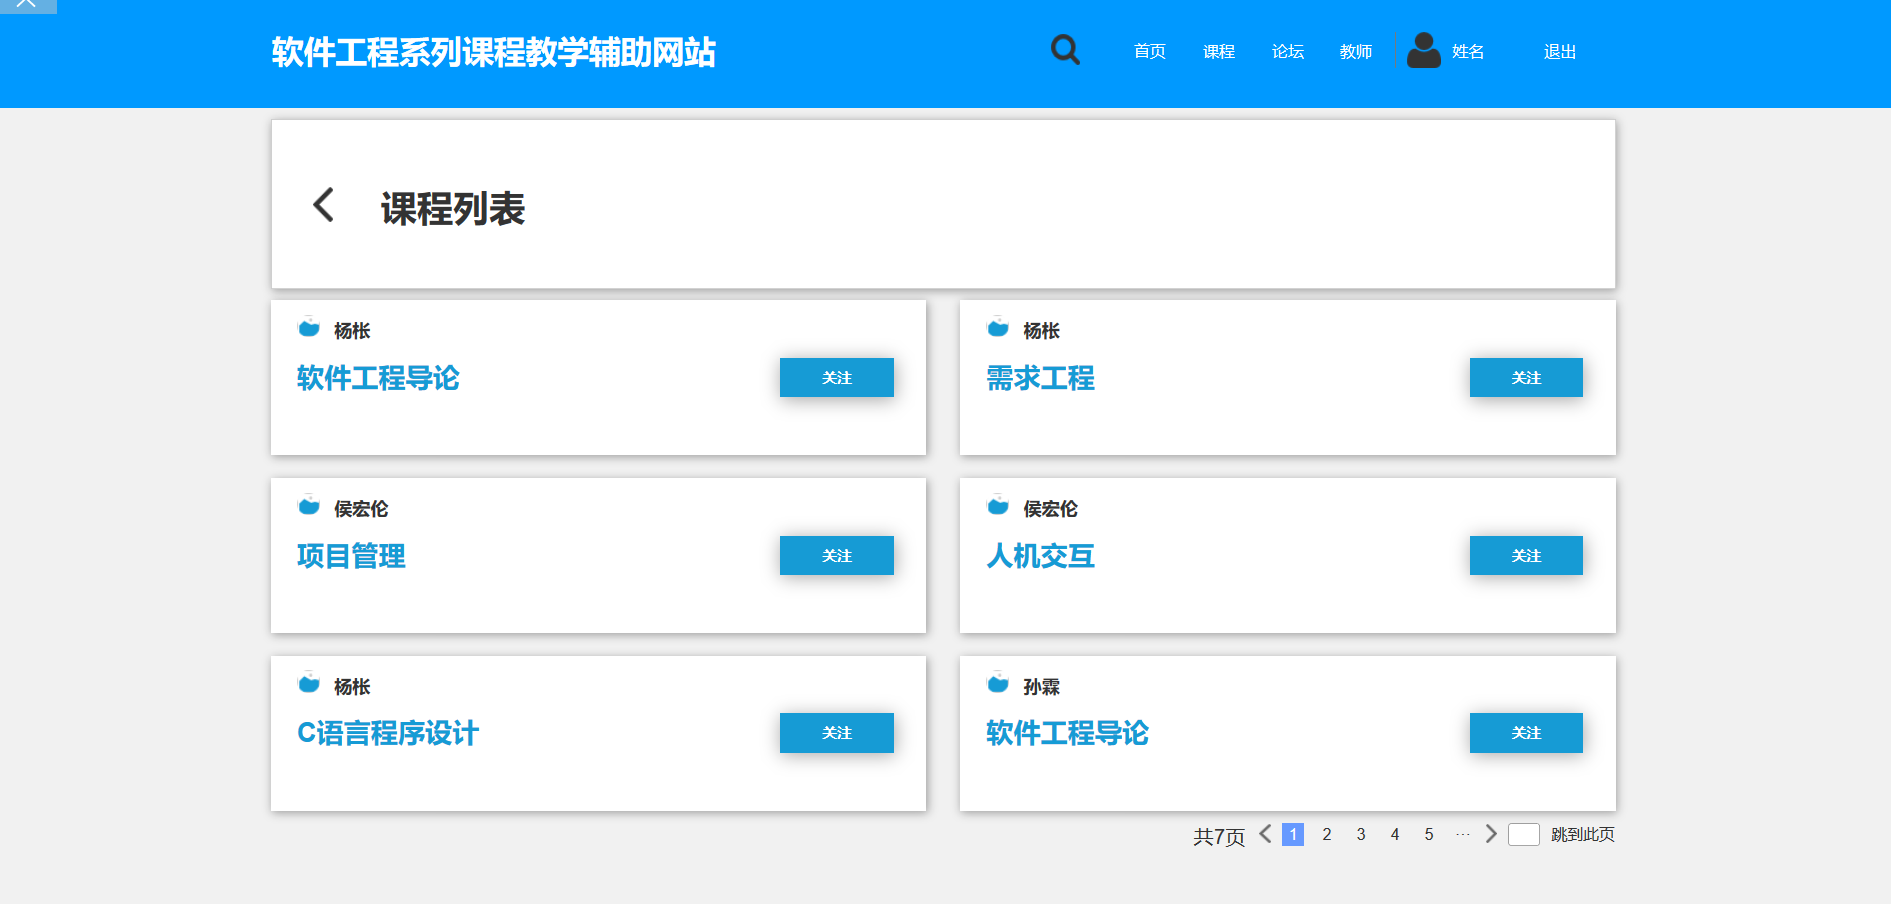 软件工程系列课程教学辅助网站
首页 课程 论坛 教师 姓名 退出
课程列表
杨枨
软件工程导论
关注
杨枨
需求工程
关注
侯宏伦
项目管理
关注
侯宏伦
人机交互
关注
杨枨
C语言程序设计
关注
孙霖
软件工程导论
关注
共7页 1 2 3 4 5 ... 跳到此页